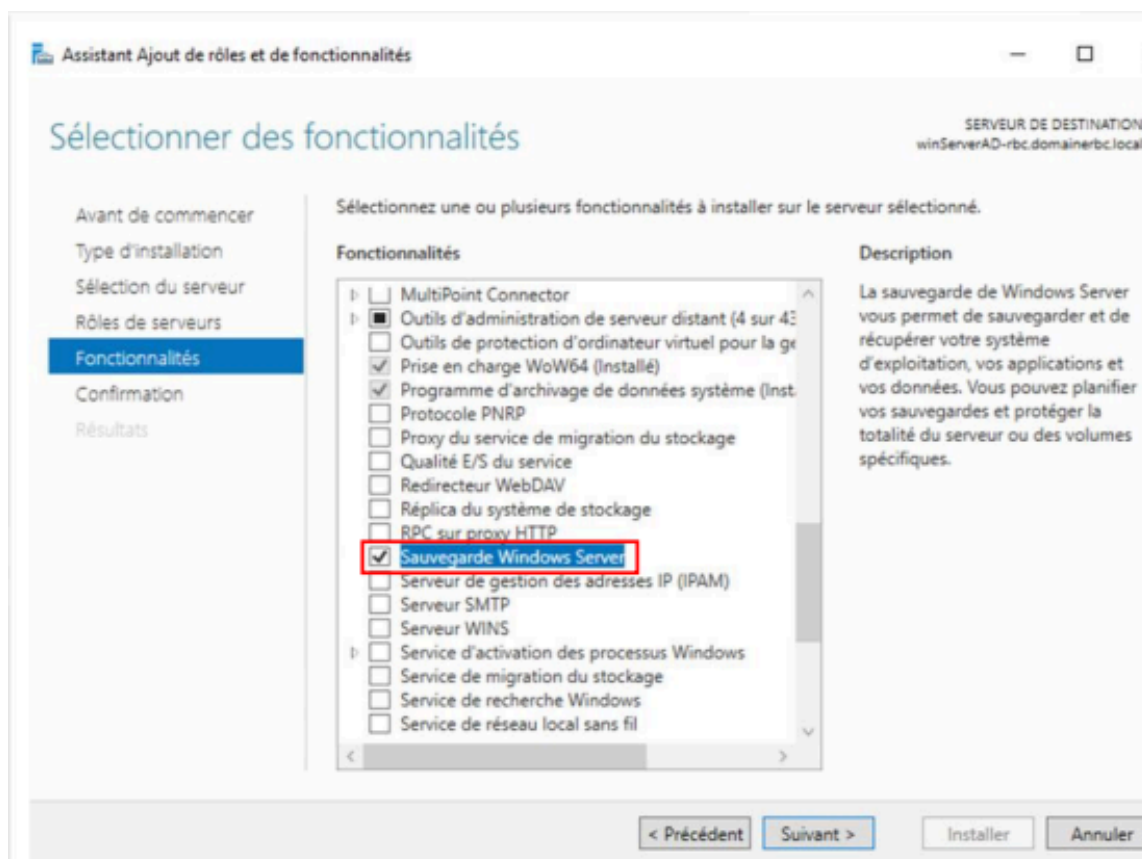 Assistant Ajout de rôles et de fonctionnalités
Sélectionner des fonctionnalités
SERVEUR DE DESTINATION
winServerAD-rbc.domainerbc.local
Avant de commencer
Type d'installation
Sélection du serveur
Rôles de serveurs
Fonctionnalités
Confirmation
Résultats
Sélectionnez une ou plusieurs fonctionnalités à installer sur le serveur sélectionné.
Fonctionnalités
MultiPoint Connector
Outils d'administration de serveur distant (4 sur 43
Outils de protection d'ordinateur virtuel pour la ge
Prise en charge WoW64 (Installé)
Programme d'archivage de données système (Inst
Protocole PNRP
Proxy du service de migration du stockage
Qualité E/S du service
Redirecteur WebDAV
Réplica du système de stockage
RPC sur proxy HTTP
Sauvegarde Windows Server
Serveur de gestion des adresses IP (IPAM)
Serveur SMTP
Serveur WINS
Service d'activation des processus Windows
Service de migration du stockage
Service de recherche Windows
Service de réseau local sans fil
Description
La sauvegarde de Windows Server
vous permet de sauvegarder et de
récupérer votre système
d'exploitation, vos applications et
vos données. Vous pouvez planifier
vos sauvegardes et protéger la
totalité du serveur ou des volumes
spécifiques.
< Précédent
Suivant >
Installer
Annuler